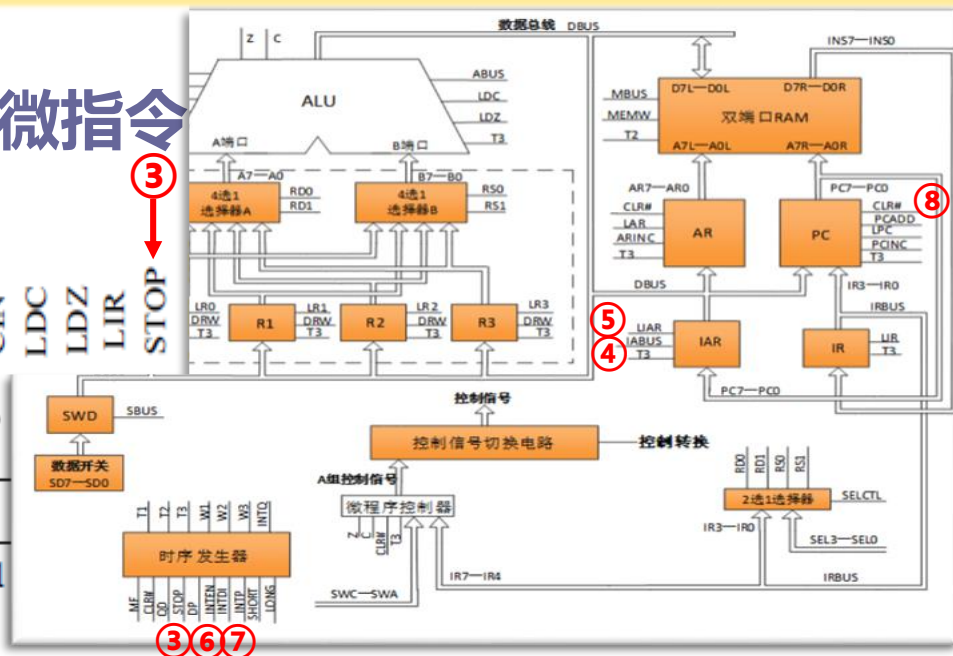 微指令
③
CIN
LDC
LDZ
LIR
STOP
数据总线 DBUS
Z C
ALU
A端口
B端口
ABUS
LDC
LDZ
T3
A7—A0
B7—B0
4选1
选择器A
RD0
RD1
4选1
选择器B
RS0
RS1
LR0
DRW
T3
R1
LR1
DRW
T3
R2
LR2
DRW
T3
R3
LR3
DRW
T3
INS7—INS0
D7L—D0L
D7R—D0R
双端口RAM
A7L—A0L
A7R—A0R
MBUS
MEMW
T2
AR7—AR0
PC7—PC0
CLR#
LAR
ARINC
T3
AR
PC
CLR#
PCADD
LPC
PCINC
T3
⑧
DBUS
IR3—IR0
IRBUS
⑤
④
LIAR
IABUS
T3
IAR
IR
LIR
T3
PC7—PC0
SWD
SBUS
数据开关
SD7—SD0
控制信号
控制信号切换电路
控制转换
A组控制信号
微程序控制器
Z
C
CLR#
T3
RD0
RD1
RS0
RS1
2选1选择器
SELCTL
IR3—IR0
SEL3—SEL0
IR7—IR4
IRBUS
SWC—SWA
T1
T2
T3
W1
W2
W3
INTQ
时序发生器
MF
CLR#
QD
STOP
DP
INTEN
INTDI
INTP
SHORT
LONG
③⑥⑦